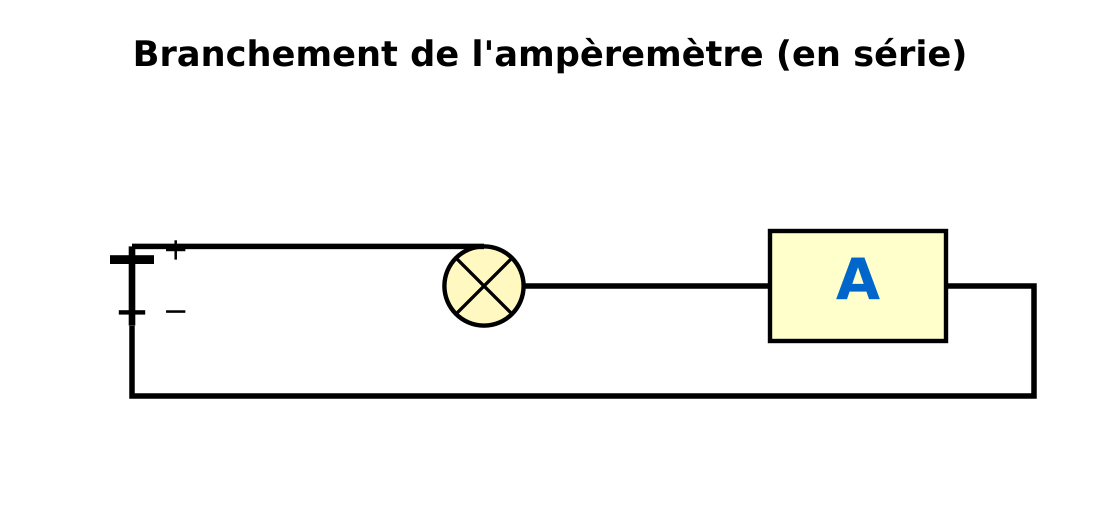 Branchement de l'ampèremètre (en série)
+
A
−